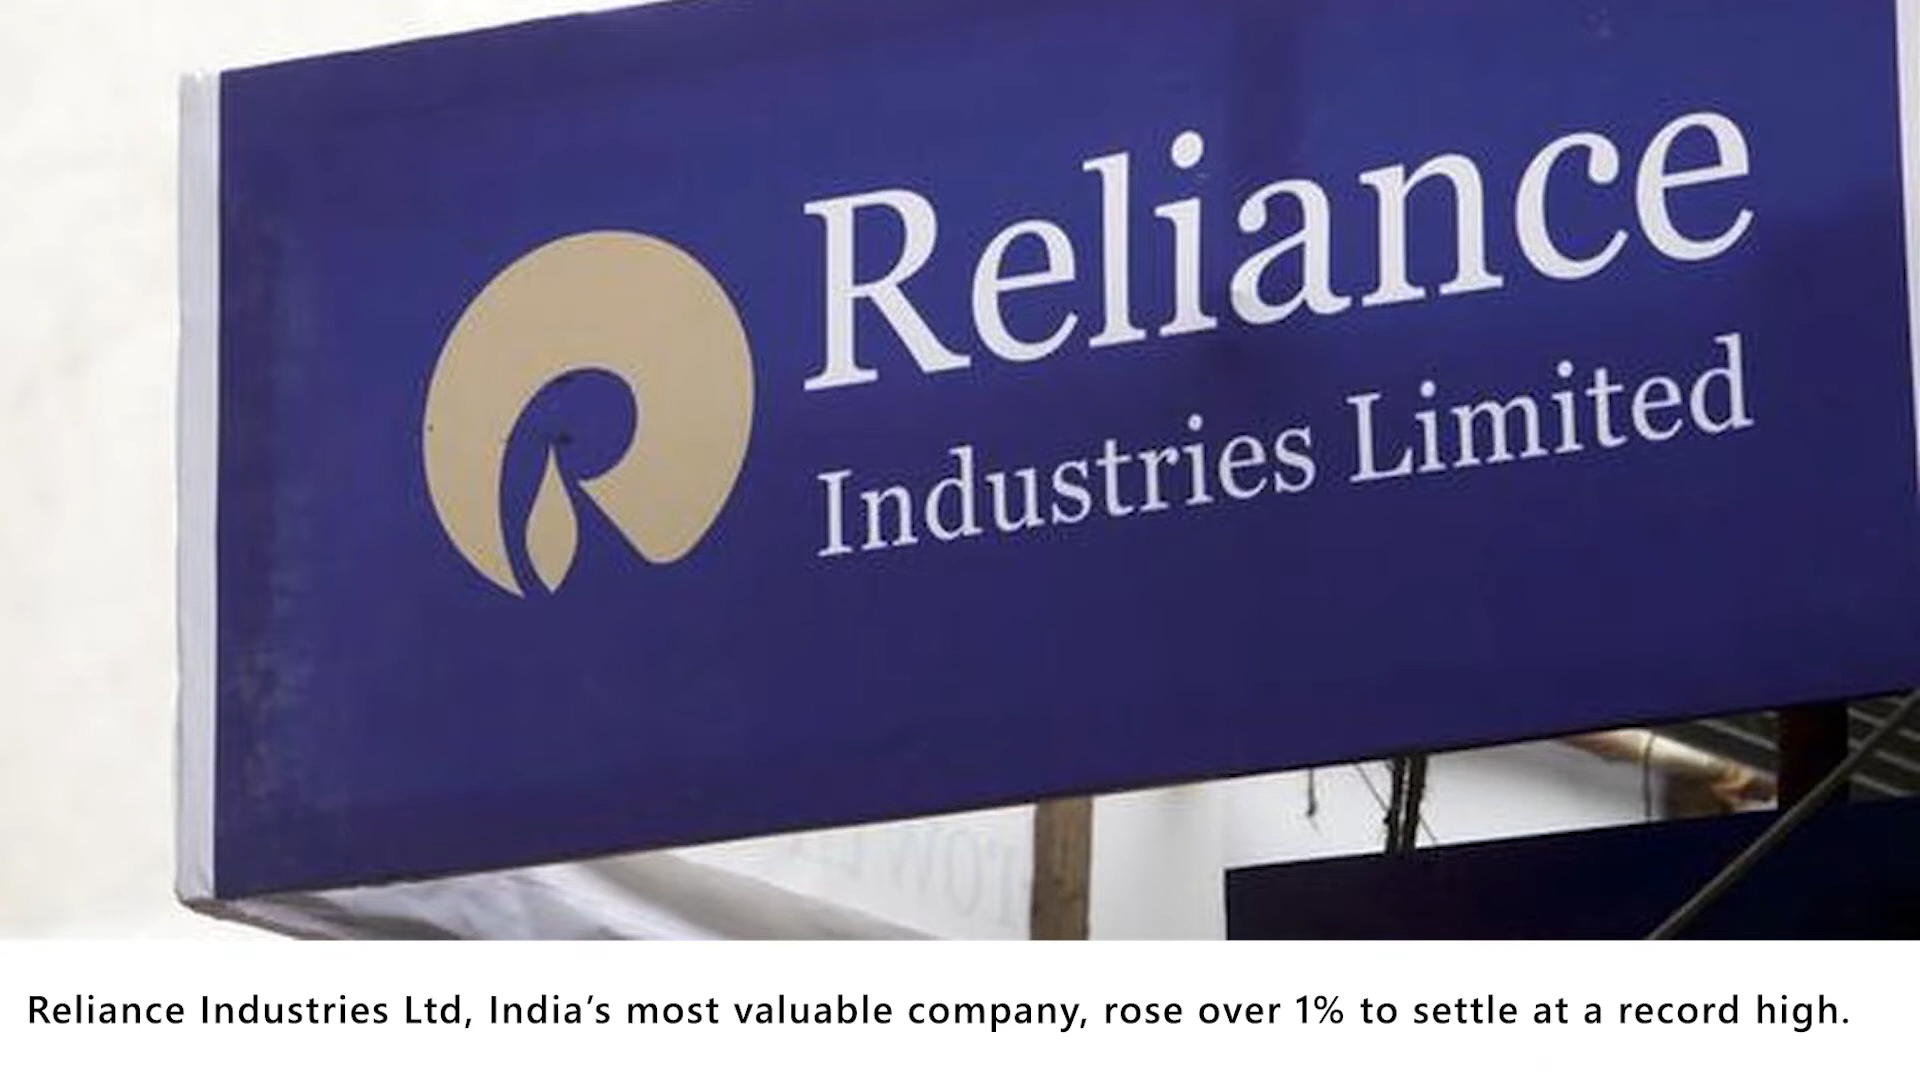 Reliance
Industries Limited
Reliance Industries Ltd, India’s most valuable company, rose over 1% to settle at a record high.